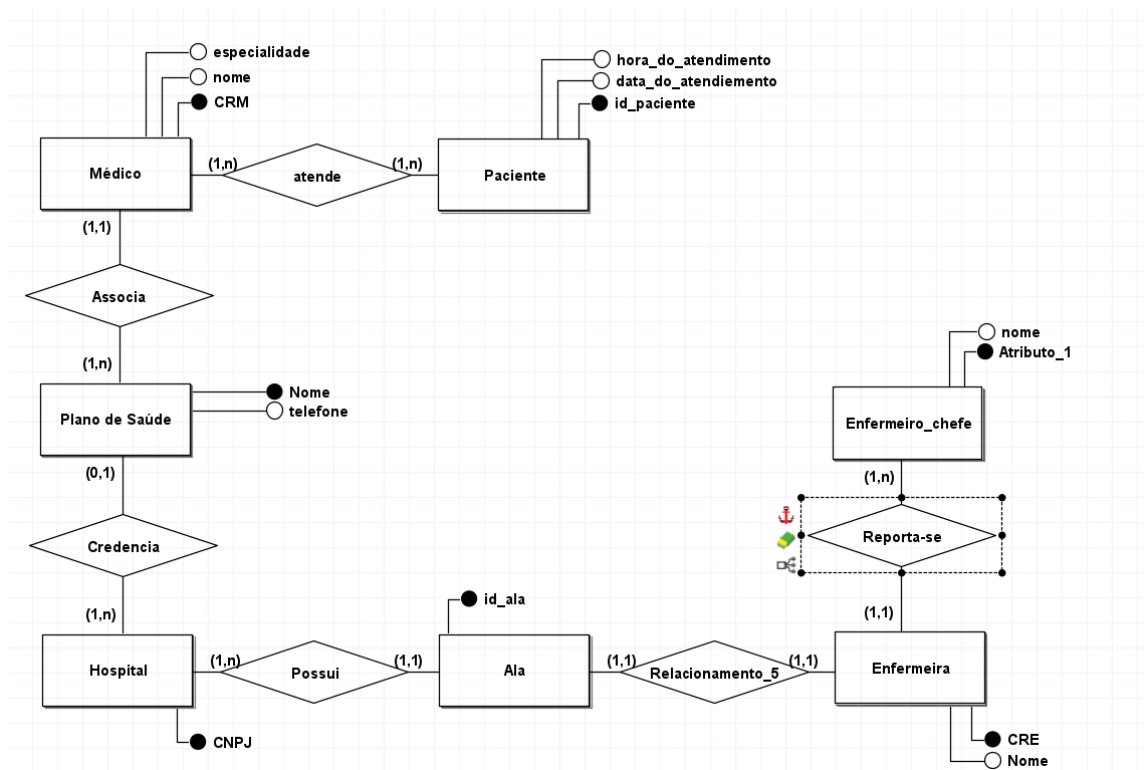 especialidade
nome
CRM
hora_do_atendimento
data_do_atendiemento
id_paciente
Médico
(1,n)
atende
(1,n)
Paciente
(1,1)
Associa
(1,n)
Plano de Saúde
Nome
telefone
nome
Atributo_1
Enfermeiro_chefe
(0,1)
(1,n)
Credencia
Reporta-se
(1,n)
id_ala
(1,1)
Hospital
(1,n)
Possui
(1,1)
Ala
(1,1)
Relacionamento_5
(1,1)
Enfermeira
CNPJ
CRE
Nome